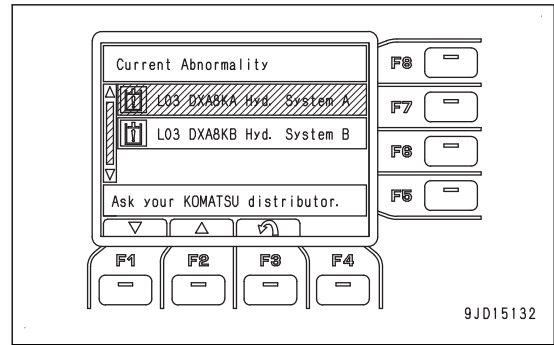 Current Abnormality
L03 DXA8KA Hyd. System A
L03 DXA8KB Hyd. System B
Ask your KOMATSU distributor.
F8
F7
F6
F5
F1 F2 F3 F4
9JD15132